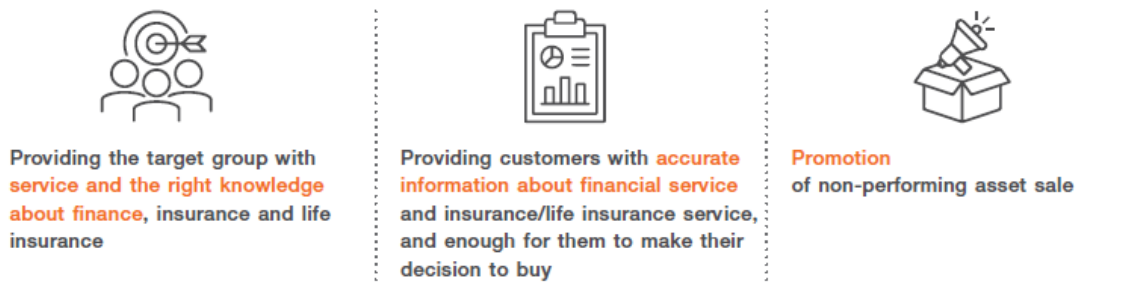 Providing the target group with
service and the right knowledge
about finance, insurance and life
insurance
Providing customers with accurate
information about financial service
and insurance/life insurance service,
and enough for them to make their
decision to buy
Promotion
of non-performing asset sale